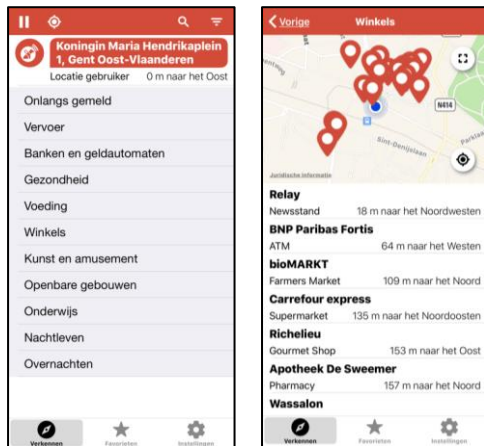 Koningin Maria Hendrikaplein
1, Gent Oost-Vlaanderen
Locatie gebruiker 0 m naar het Oost
Onlangs gemeld
Vervoer
Banken en geldautomaten
Gezondheid
Voeding
Winkels
Kunst en amusement
Openbare gebouwen
Onderwijs
Nachtleven
Overnachten
Verkennen Favorieten Instellingen
Vorige Winkels
N414
Sint-Denijslaan
Parkla
Juridische informatie
Relay
Newsstand 18 m naar het Noordwesten
BNP Paribas Fortis
ATM 64 m naar het Westen
bioMARKT
Farmers Market 109 m naar het Noord
Carrefour express
Supermarket 135 m naar het Noordoosten
Richelieu
Gourmet Shop 153 m naar het Oost
Apotheek De Sweemer
Pharmacy 157 m naar het Noord
Wassalon
Verkennen Favorieten Instellingen